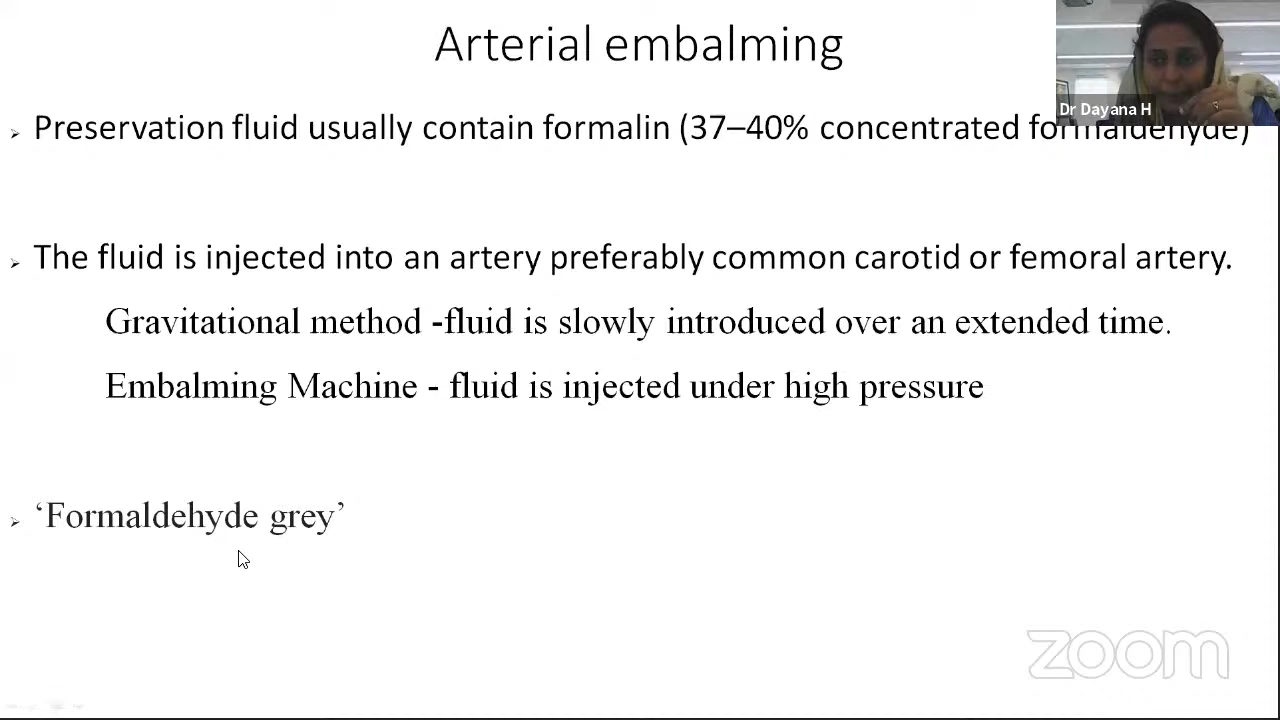 Arterial embalming
Dr Dayana H
Preservation fluid usually contain formalin (37–40% concentrated formaldehyde)
The fluid is injected into an artery preferably common carotid or femoral artery.
Gravitational method -fluid is slowly introduced over an extended time.
Embalming Machine - fluid is injected under high pressure
‘Formaldehyde grey’
zoom